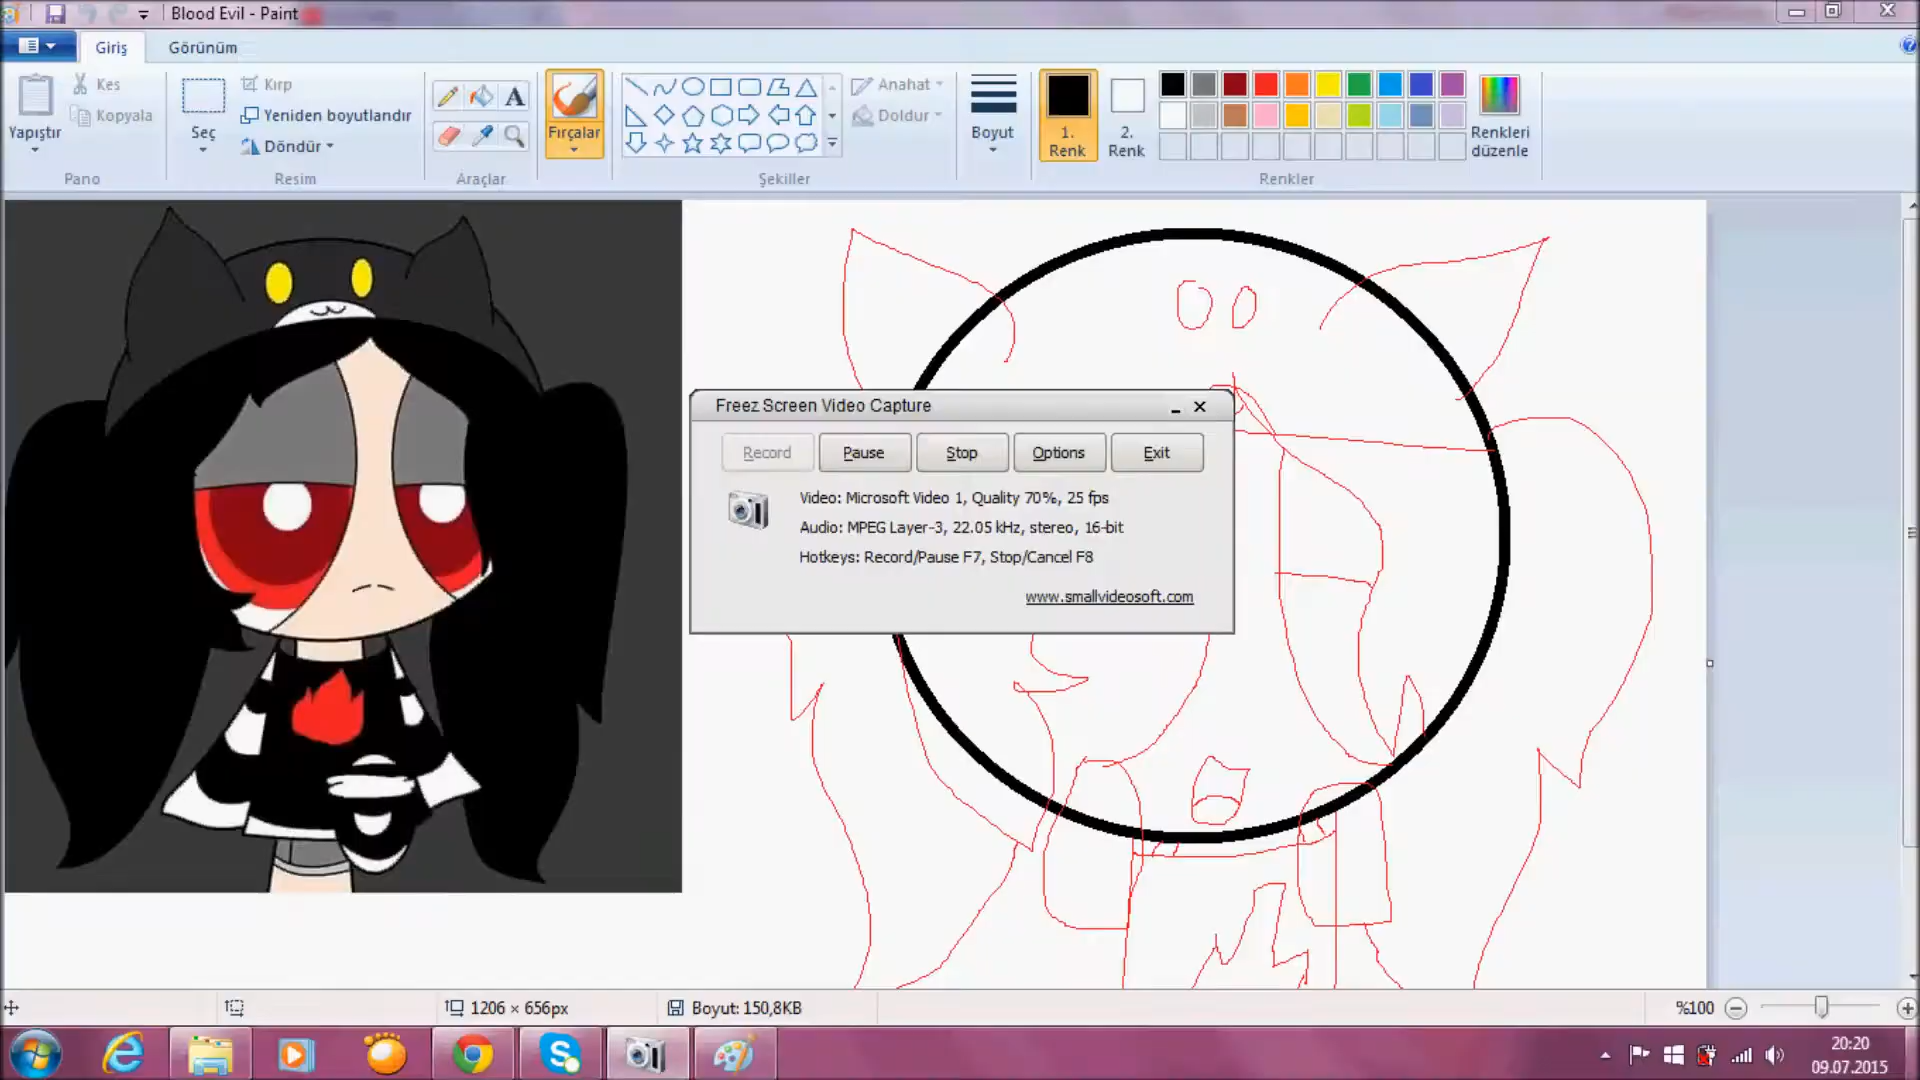 Blood Evil - Paint
Giriş
Görünüm
Yapıştır
Kes
Kopyala
Pano
Seç
Kırp
Yeniden boyutlandır
Döndür
Resim
A
Araçlar
Fırçalar
Anahat
Doldur
Şekiller
Boyut
1.
Renk
2.
Renk
Renkleri
düzenle
Renkler
Freez Screen Video Capture
Record
Pause
Stop
Options
Exit
Video: Microsoft Video 1, Quality 70%, 25 fps
Audio: MPEG Layer-3, 22.05 kHz, stereo, 16-bit
Hotkeys: Record/Pause F7, Stop/Cancel F8
www.smallvideosoft.com
1206 × 656px
Boyut: 150,8KB
%100
20:20
09.07.2015